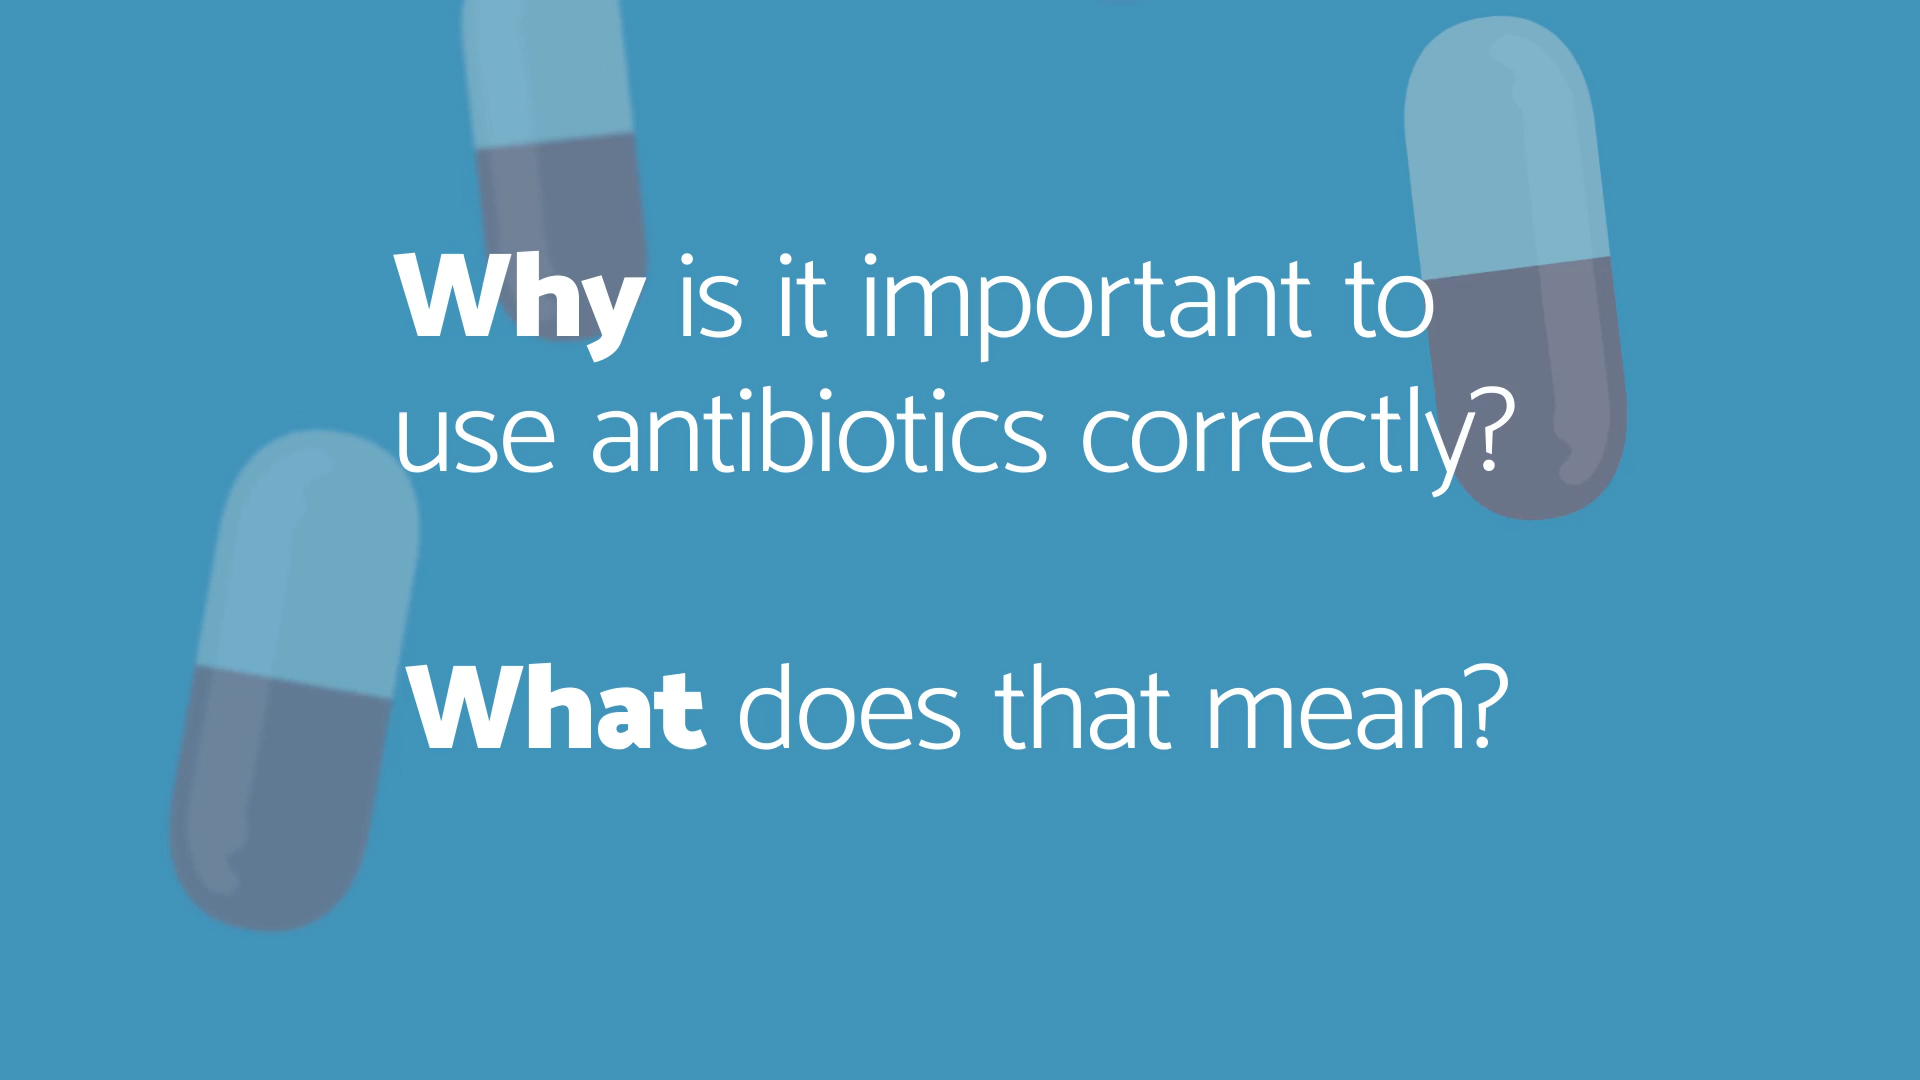 Why is it important to
use antibiotics correctly?
What does that mean?